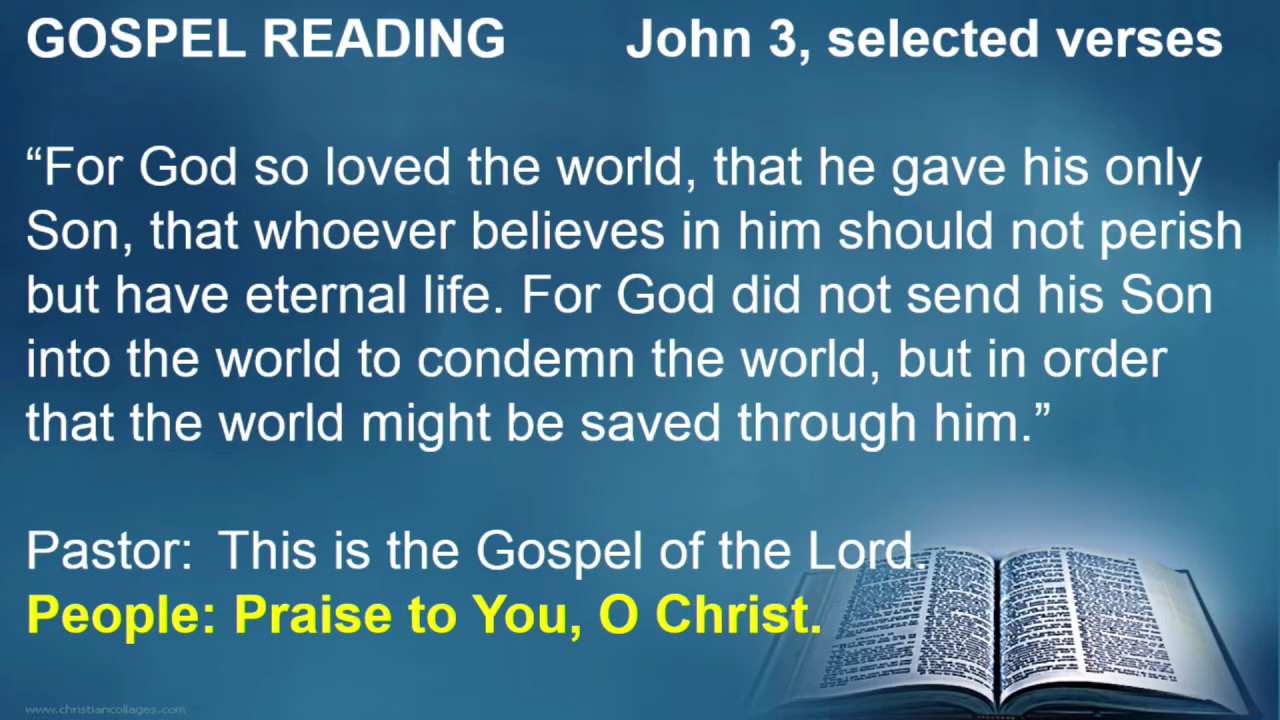 GOSPEL READING John 3, selected verses
“For God so loved the world, that he gave his only
Son, that whoever believes in him should not perish
but have eternal life. For God did not send his Son
into the world to condemn the world, but in order
that the world might be saved through him.”
Pastor: This is the Gospel of the Lord.
People: Praise to You, O Christ.
www.christiancollages.com